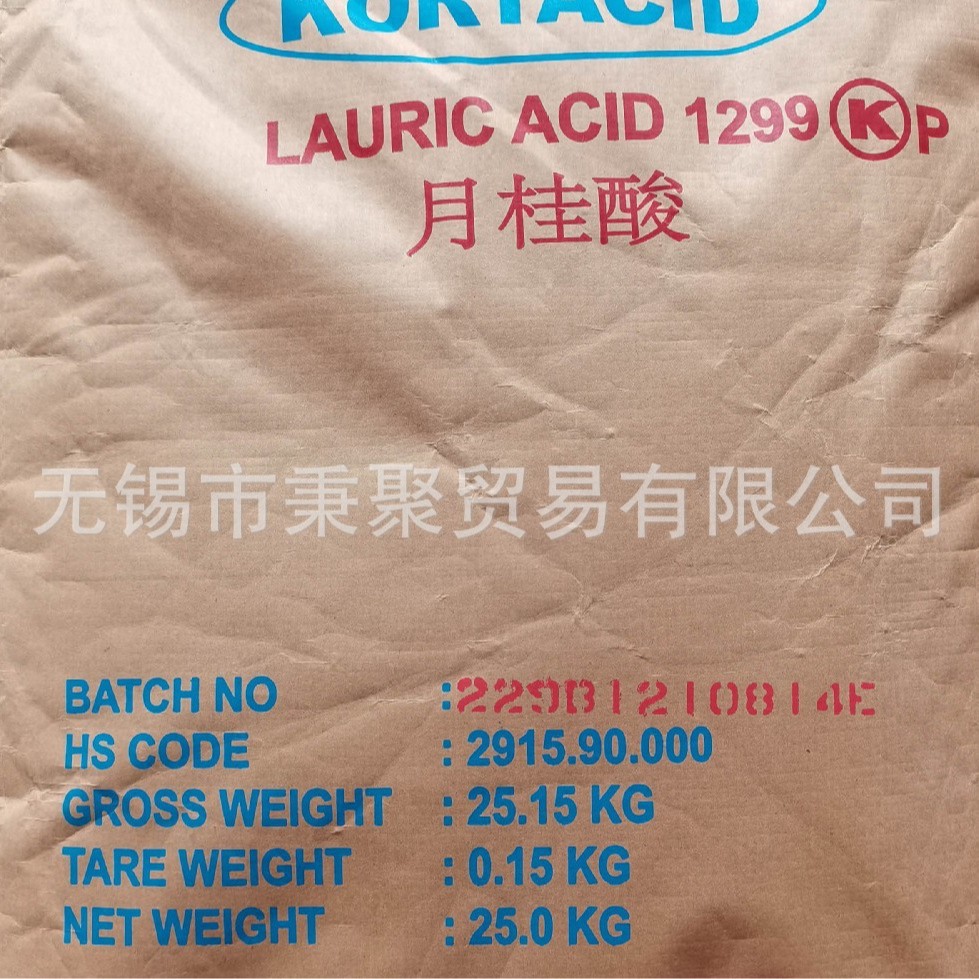 KORTACID
LAURIC ACID 1299 K P
月桂酸
无锡市秉聚贸易有限公司
BATCH NO : 229B1210814E
HS CODE : 2915.90.000
GROSS WEIGHT : 25.15 KG
TARE WEIGHT : 0.15 KG
NET WEIGHT : 25.0 KG